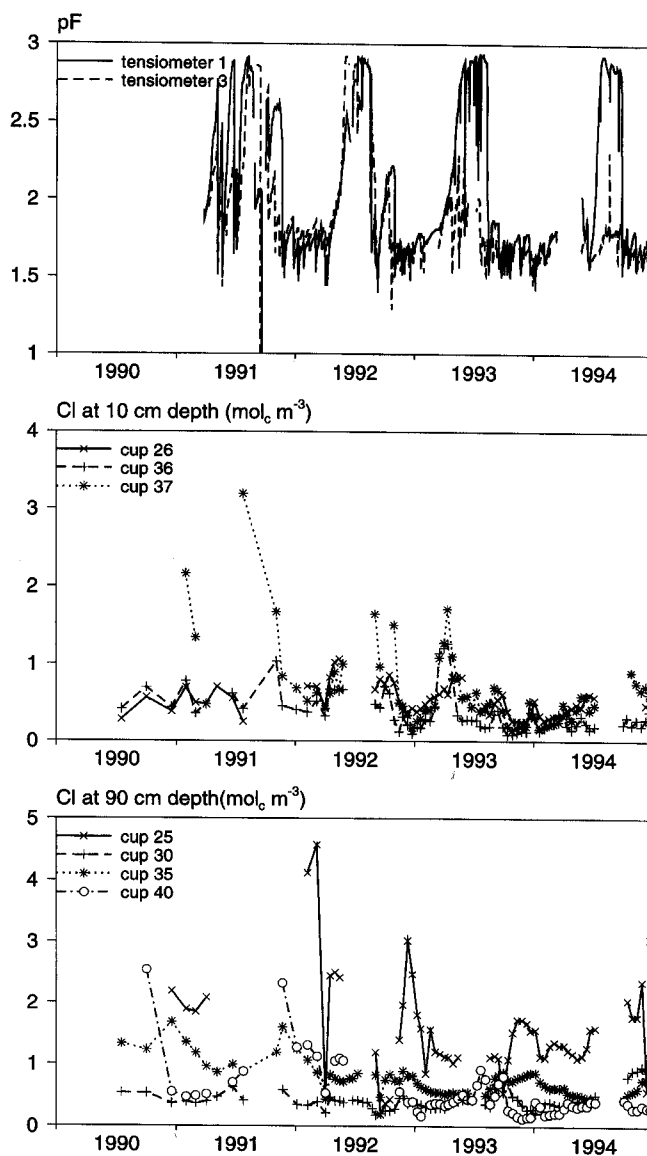 pF
3
tensiometer 1
tensiometer 3
2.5
2
1.5
1
1990 1991 1992 1993 1994
Cl at 10 cm depth (molc m-3)
4
cup 26
cup 36
cup 37
3
2
1
0
1990 1991 1992 1993 1994
Cl at 90 cm depth(molc m-3)
5
cup 25
cup 30
cup 35
cup 40
4
3
2
1
0
1990 1991 1992 1993 1994